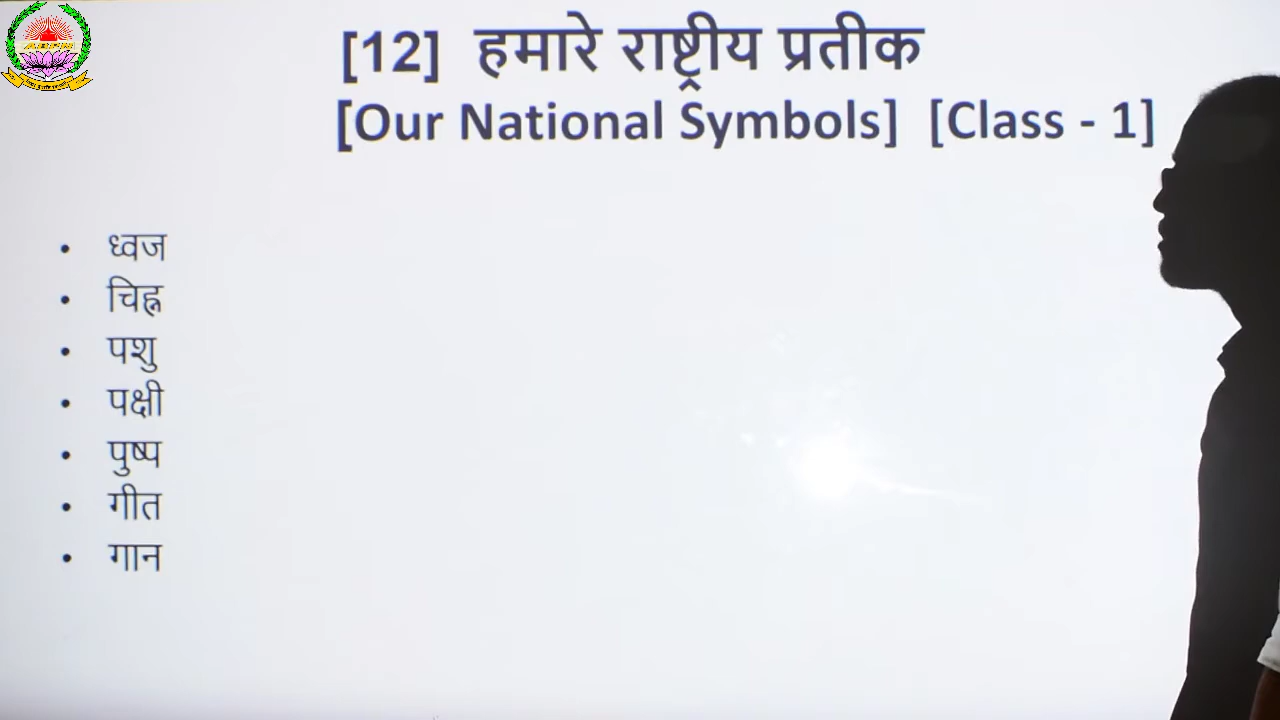 [12] हमारे राष्ट्रीय प्रतीक
[Our National Symbols] [Class - 1]
• ध्वज
• चिह्न
• पशु
• पक्षी
• पुष्प
• गीत
• गान